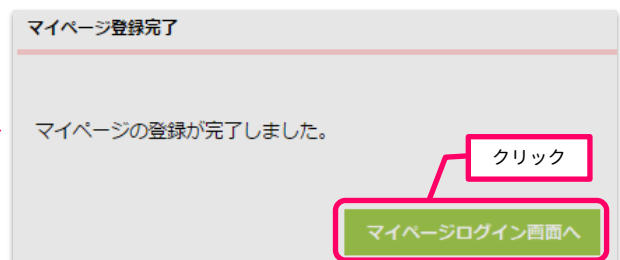 マイページ登録完了
マイページの登録が完了しました。
クリック
マイページログイン画面へ